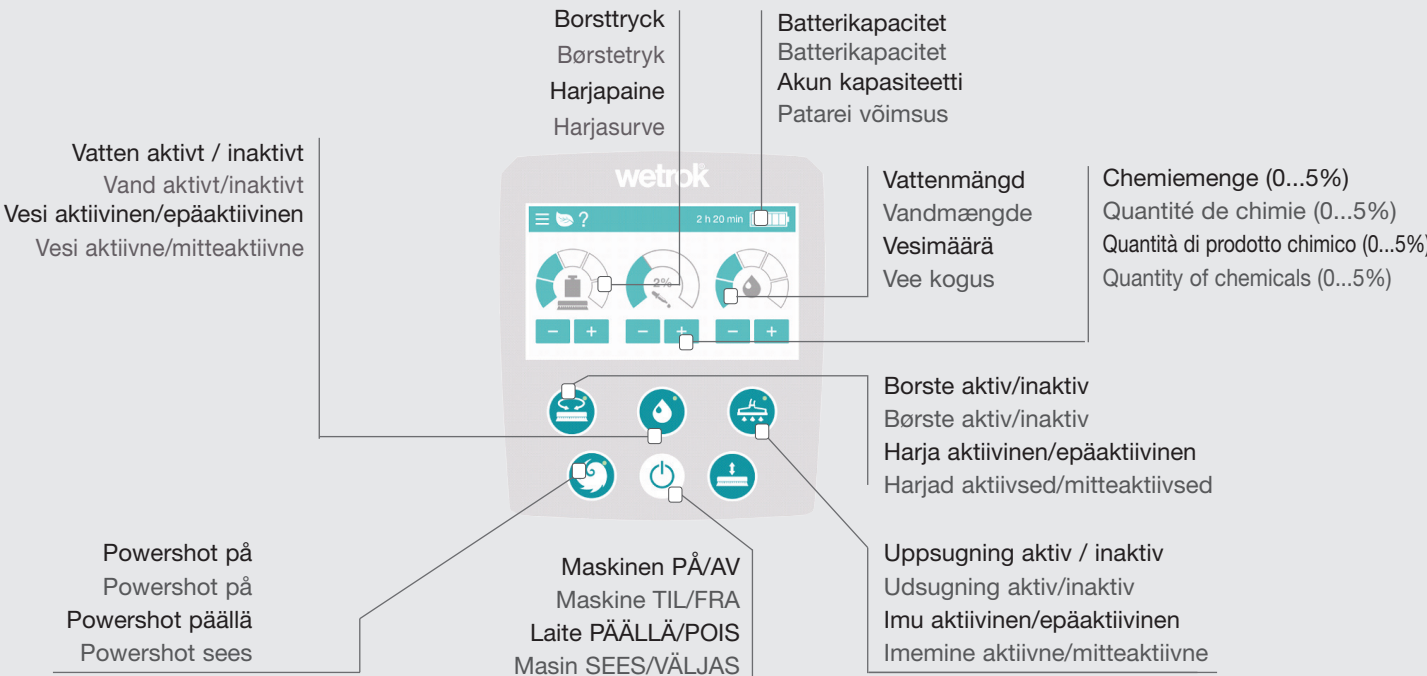 Borsttryck
Børstetryk
Harjapaine
Harjasurve
Batterikapacitet
Batterikapacitet
Akun kapasiteetti
Patarei võimsus
Vatten aktivt / inaktivt
Vand aktivt/inaktivt
Vesi aktiivinen/epäaktiivinen
Vesi aktiivne/mitteaktiivne
wetrok
? 2 h 20 min
2%
− + − + − +
Vattenmängd
Vandmængde
Vesimäärä
Vee kogus
Chemiemenge (0...5%)
Quantité de chimie (0...5%)
Quantità di prodotto chimico (0...5%)
Quantity of chemicals (0...5%)
Borste aktiv/inaktiv
Børste aktiv/inaktiv
Harja aktiivinen/epäaktiivinen
Harjad aktiivsed/mitteaktiivsed
Powershot på
Powershot på
Powershot päällä
Powershot sees
Maskinen PÅ/AV
Maskine TIL/FRA
Laite PÄÄLLÄ/POIS
Masin SEES/VÄLJAS
Uppsugning aktiv / inaktiv
Udsugning aktiv/inaktiv
Imu aktiivinen/epäaktiivinen
Imemine aktiivne/mitteaktiivne